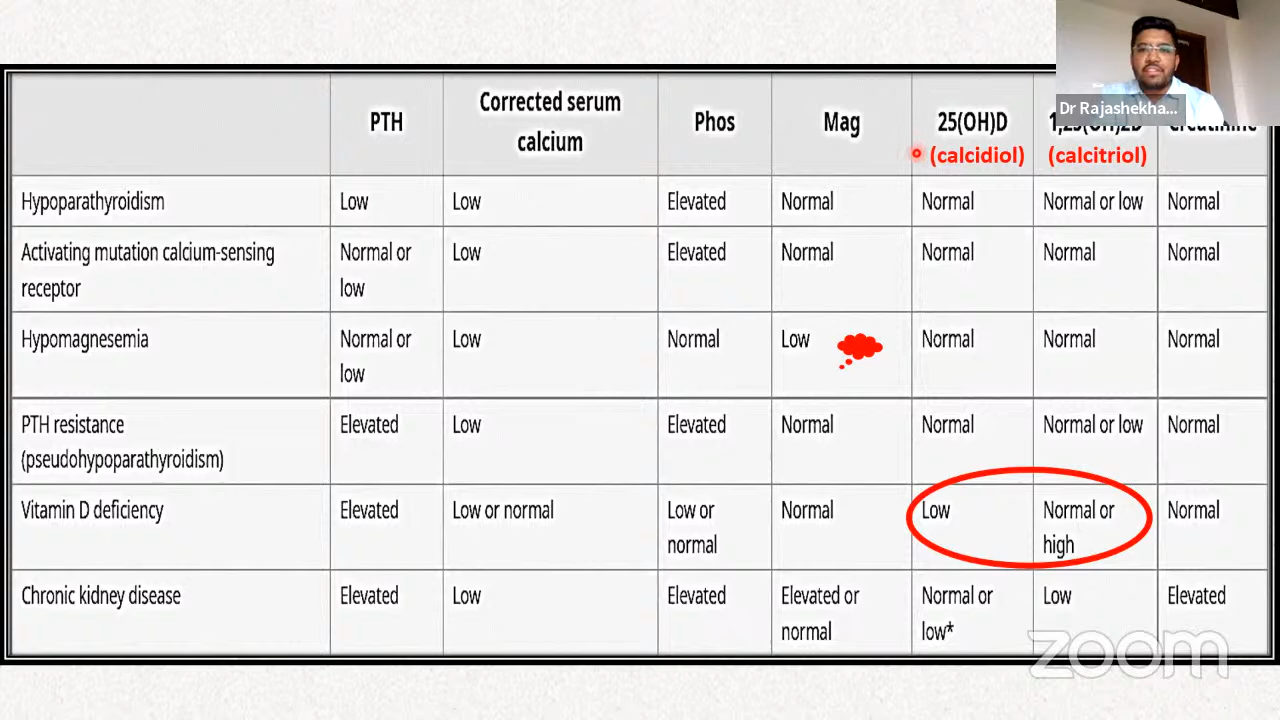 Dr Rajashekha...
PTH
Corrected serum
calcium
Phos
Mag
25(OH)D
(calcidiol)
(calcitriol)
Hypoparathyroidism
Low
Low
Elevated
Normal
Normal
Normal or low
Normal
Activating mutation calcium-sensing
receptor
Normal or
low
Low
Elevated
Normal
Normal
Normal
Normal
Hypomagnesemia
Normal or
low
Low
Normal
Low
Normal
Normal
Normal
PTH resistance
(pseudohypoparathyroidism)
Elevated
Low
Elevated
Normal
Normal
Normal or low
Normal
Vitamin D deficiency
Elevated
Low or normal
Low or
normal
Normal
Low
Normal or
high
Normal
Chronic kidney disease
Elevated
Low
Elevated
Elevated or
normal
Normal or
low*
Low
Elevated
zoom